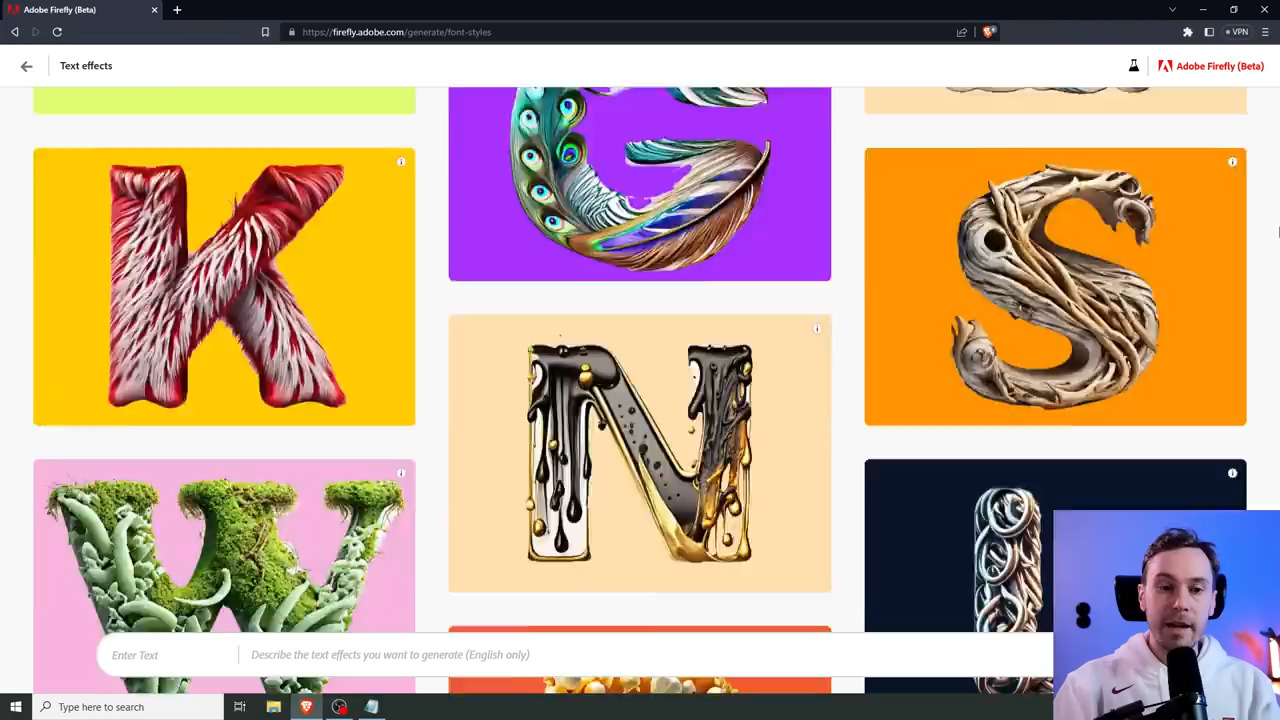 Adobe Firefly (Beta)
https://firefly.adobe.com/generate/font-styles
VPN
Text effects
Adobe Firefly (Beta)
G
K
S
N
W
I
Enter Text
Describe the text effects you want to generate (English only)
Type here to search